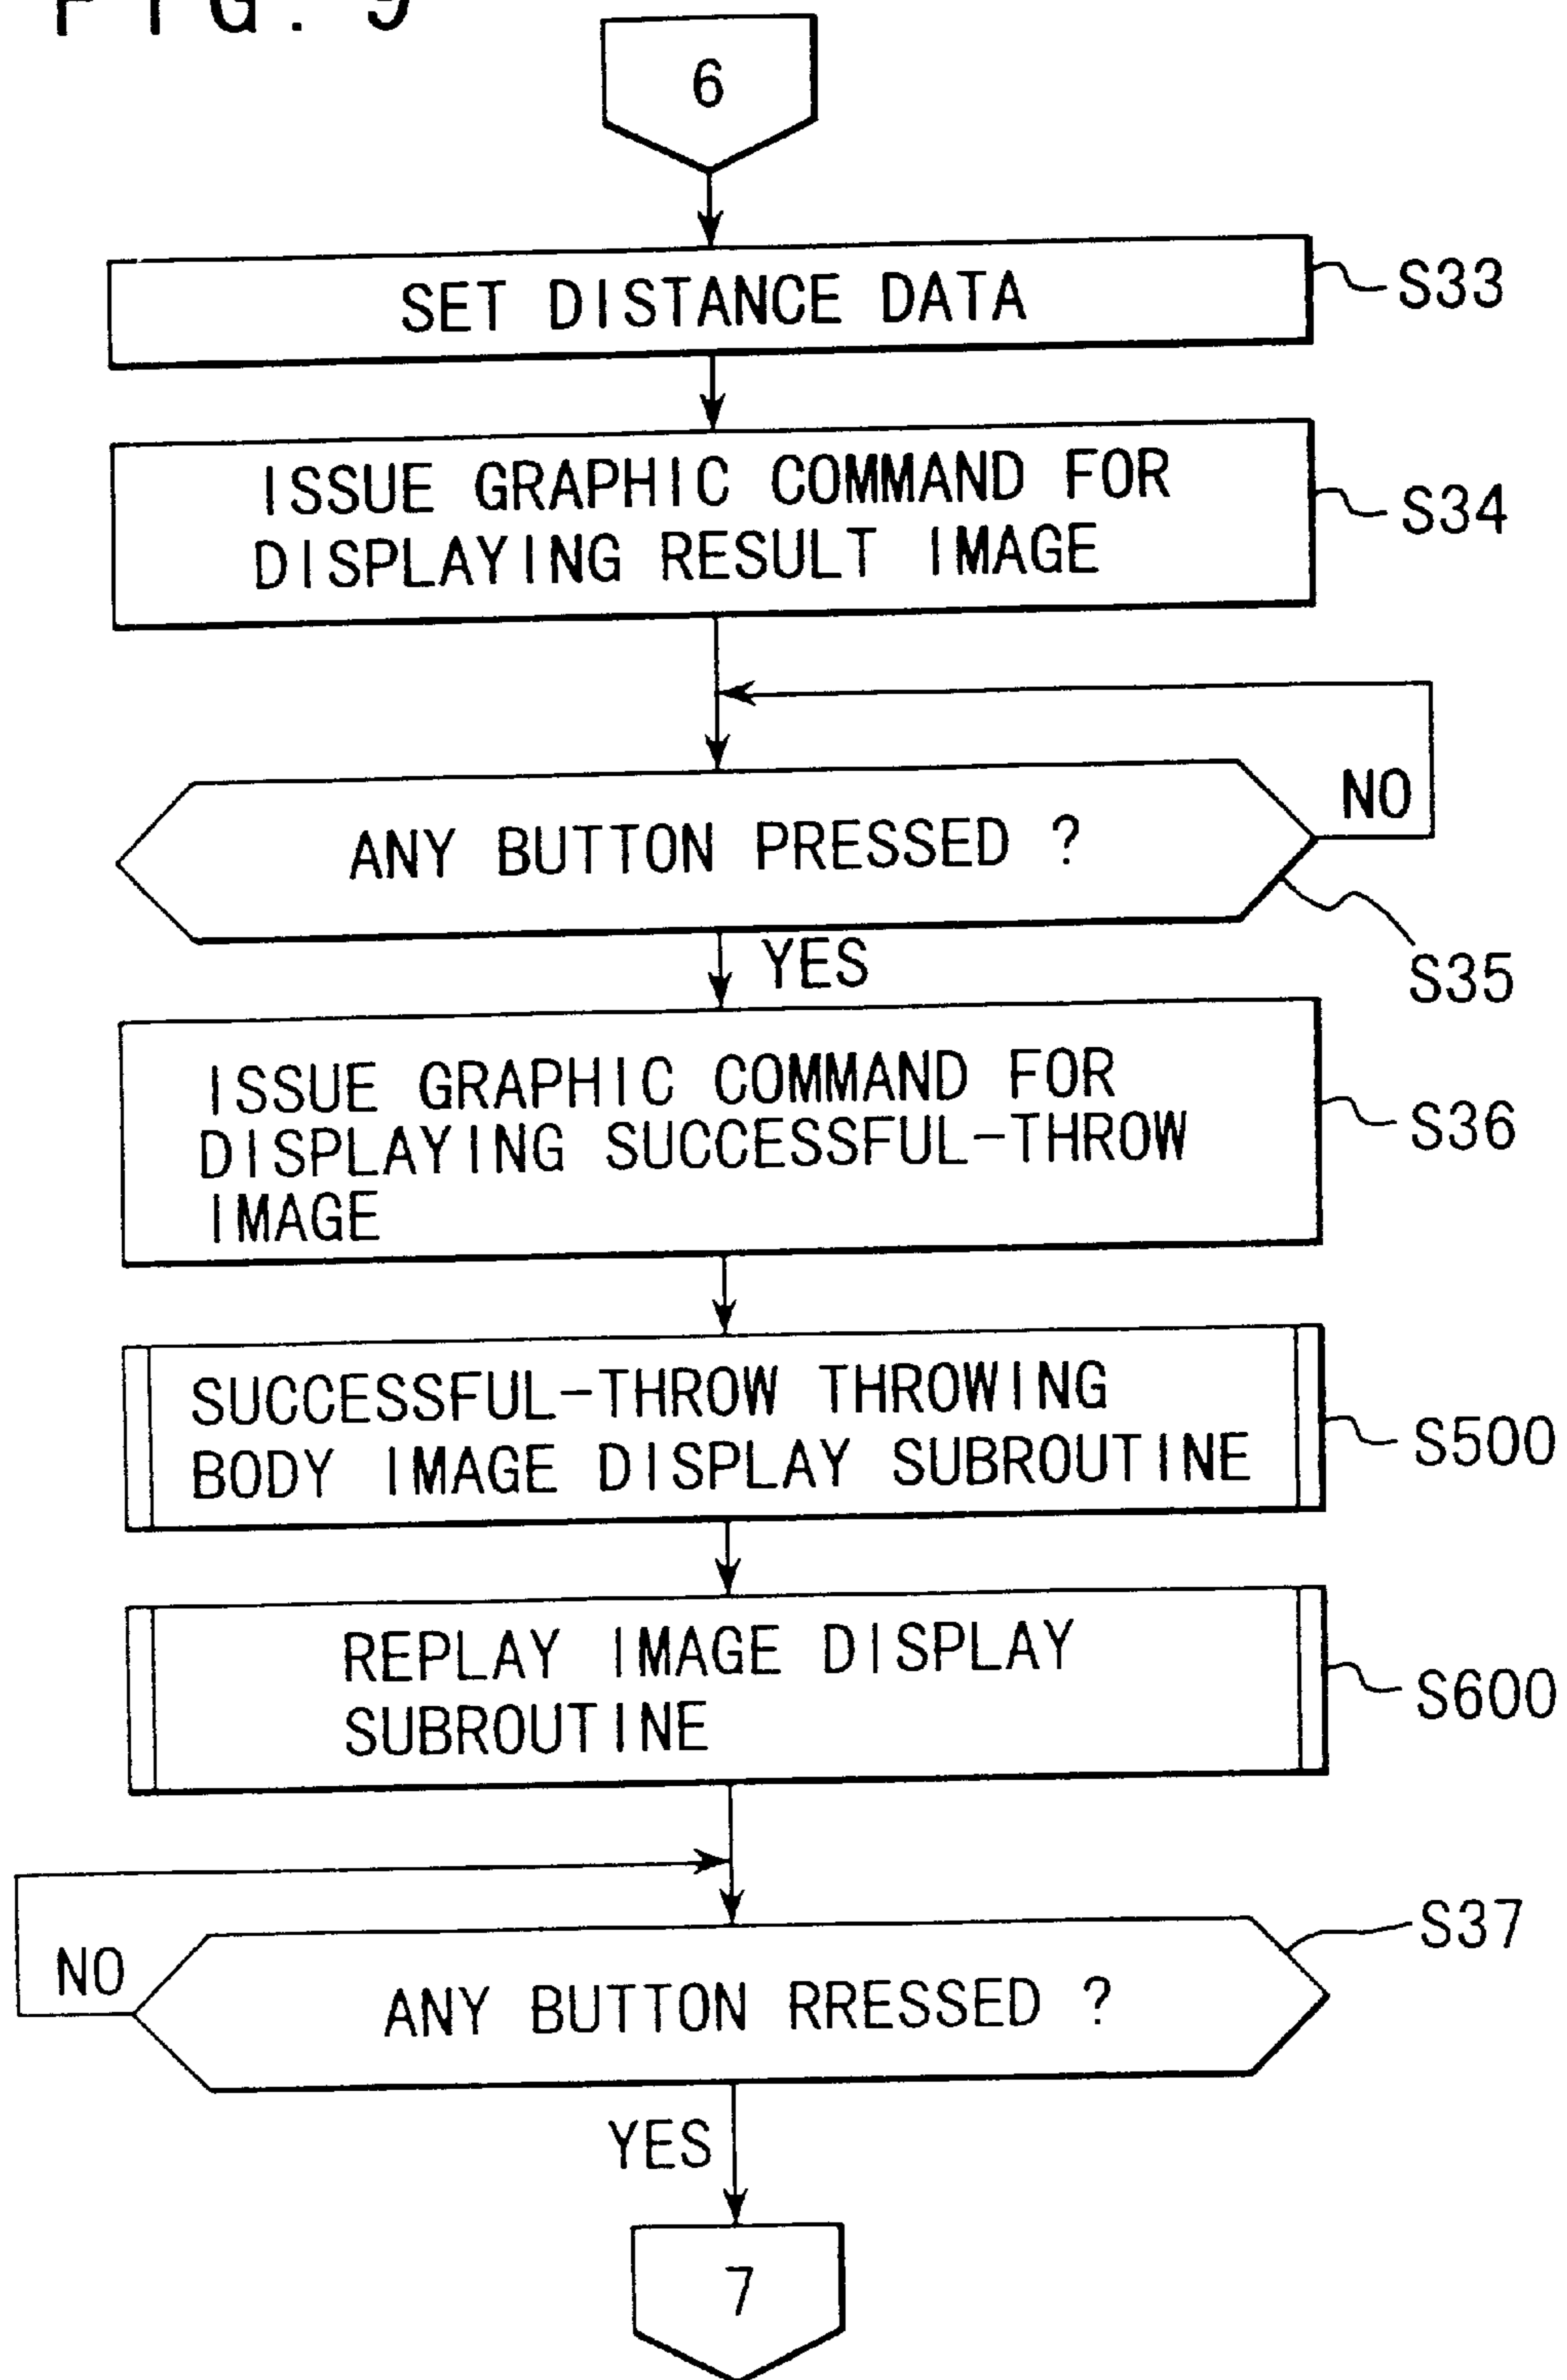 FIG. 9
6
SET DISTANCE DATA
S33
ISSUE GRAPHIC COMMAND FOR
DISPLAYING RESULT IMAGE
S34
NO
ANY BUTTON PRESSED ?
S35
YES
ISSUE GRAPHIC COMMAND FOR
DISPLAYING SUCCESSFUL-THROW
IMAGE
S36
SUCCESSFUL-THROW THROWING
BODY IMAGE DISPLAY SUBROUTINE
S500
REPLAY IMAGE DISPLAY
SUBROUTINE
S600
S37
NO
ANY BUTTON RRESSED ?
YES
7